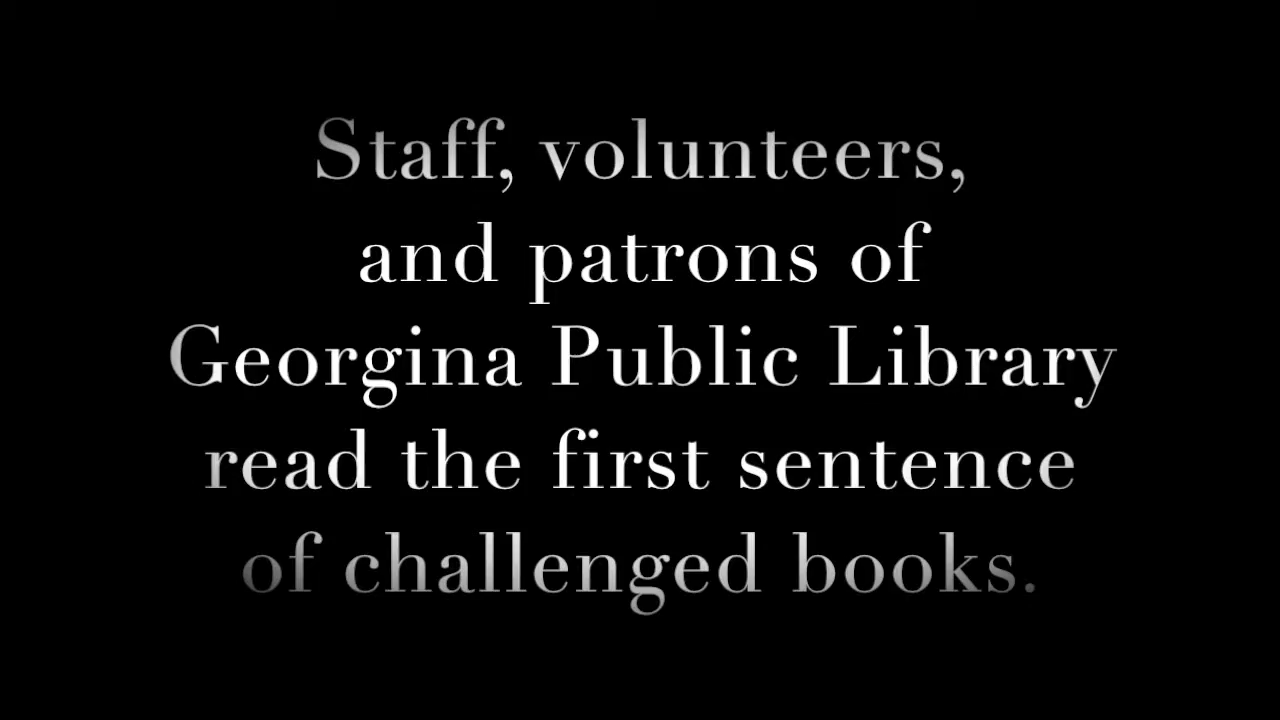 Staff, volunteers,
and patrons of
Georgina Public Library
read the first sentence
of challenged books.